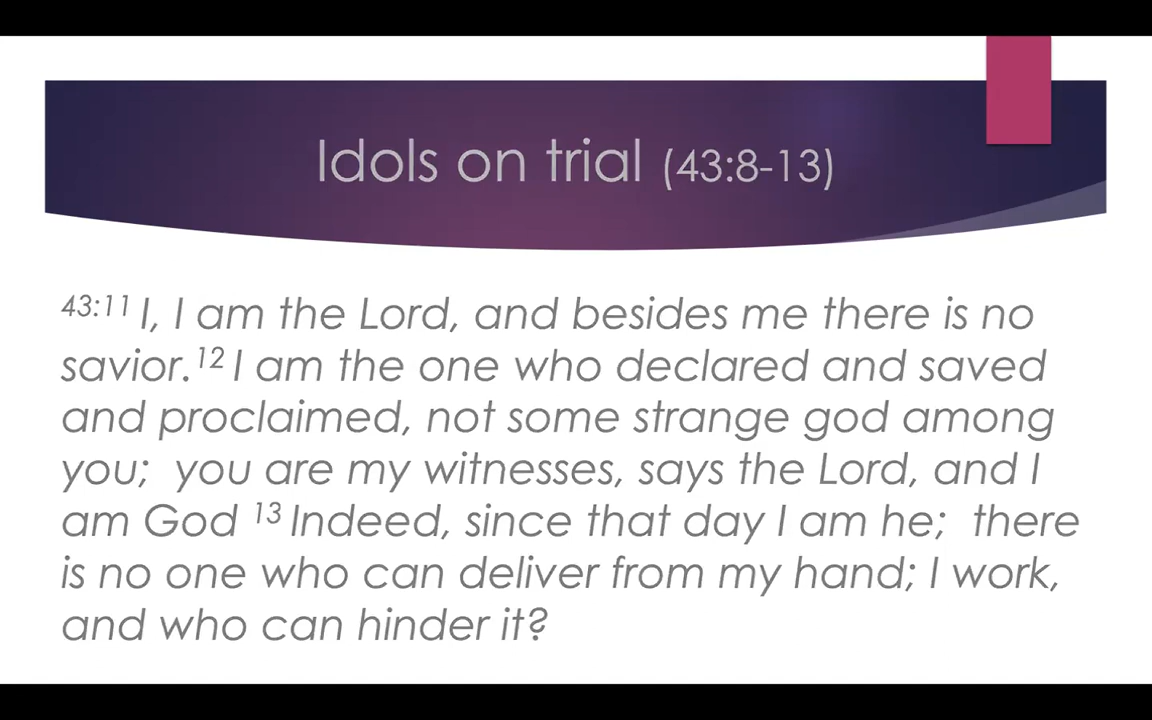 Idols on trial (43:8-13)
43:11 I, I am the Lord, and besides me there is no
savior.12 I am the one who declared and saved
and proclaimed, not some strange god among
you;  you are my witnesses, says the Lord, and I
am God 13 Indeed, since that day I am he;  there
is no one who can deliver from my hand; I work,
and who can hinder it?